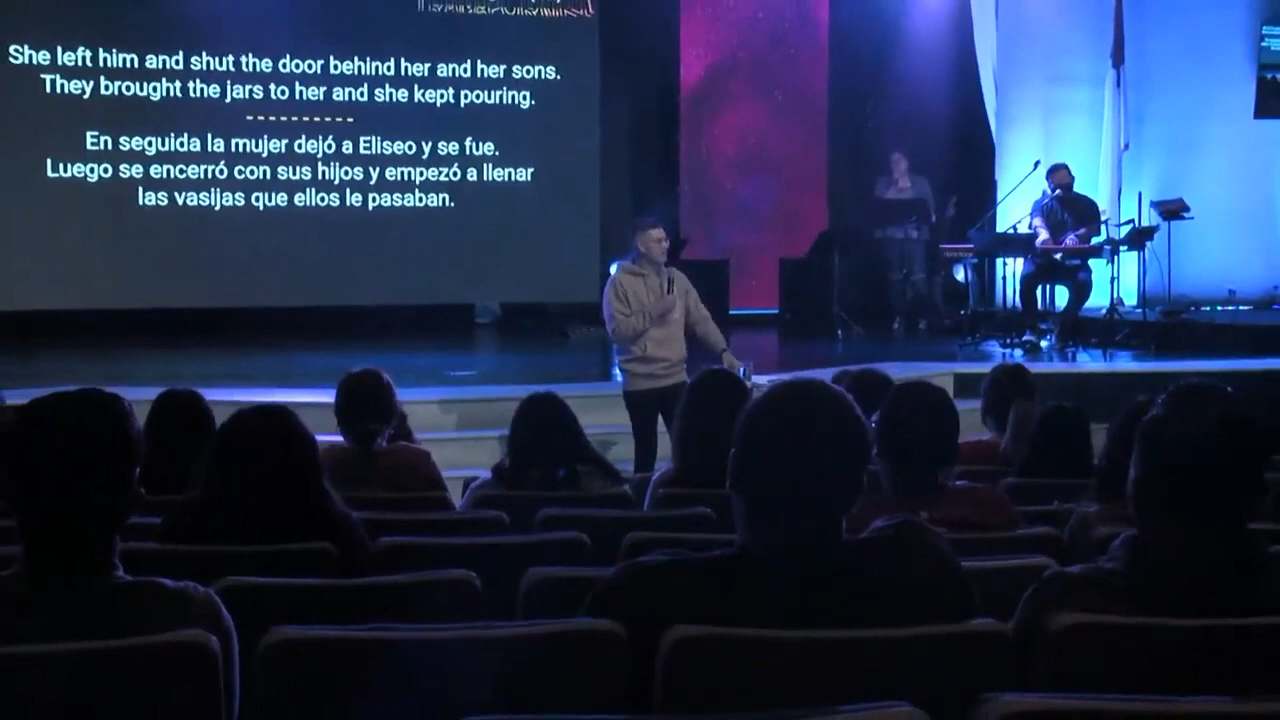 She left him and shut the door behind her and her sons.
They brought the jars to her and she kept pouring.
----------
En seguida la mujer dejó a Eliseo y se fue.
Luego se encerró con sus hijos y empezó a llenar
las vasijas que ellos le pasaban.